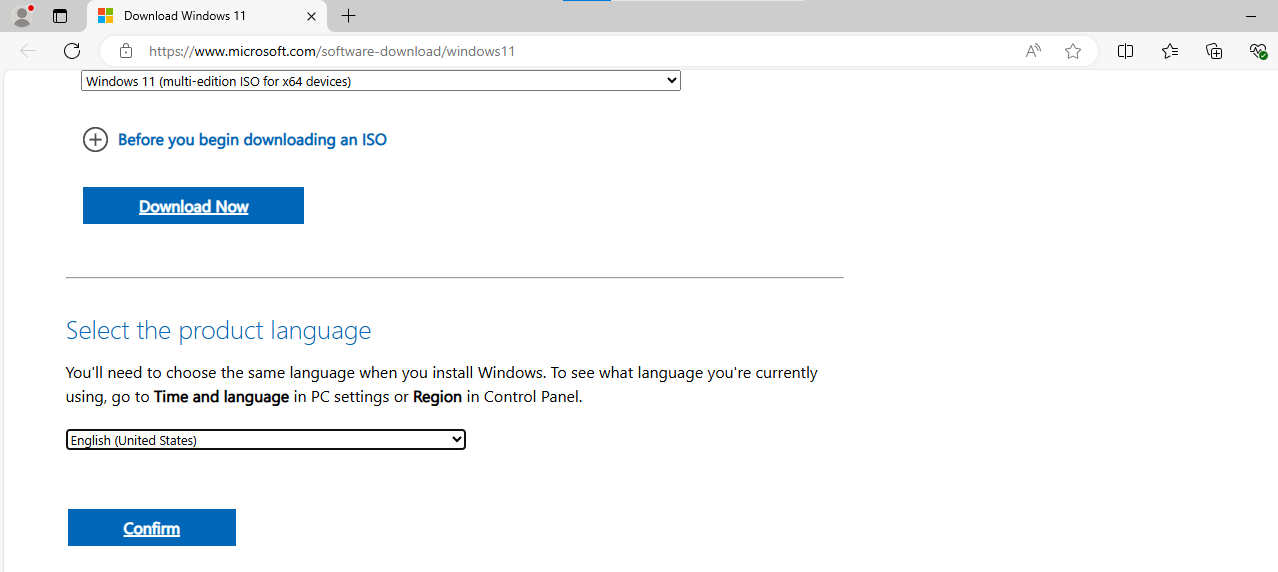 Download Windows 11
https://www.microsoft.com/software-download/windows11
Windows 11 (multi-edition ISO for x64 devices)
Before you begin downloading an ISO
Download Now
Select the product language
You'll need to choose the same language when you install Windows. To see what language you're currently
using, go to Time and language in PC settings or Region in Control Panel.
English (United States)
Confirm